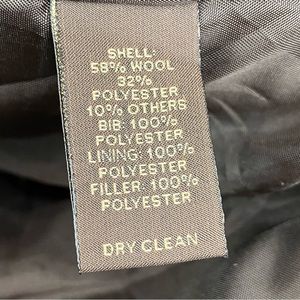 SHELL:
58% WOOL
32%
POLYESTER
10% OTHERS
BIB: 100%
POLYESTER
LINING: 100%
POLYESTER
FILLER: 100%
POLYESTER
DRY CLEAN